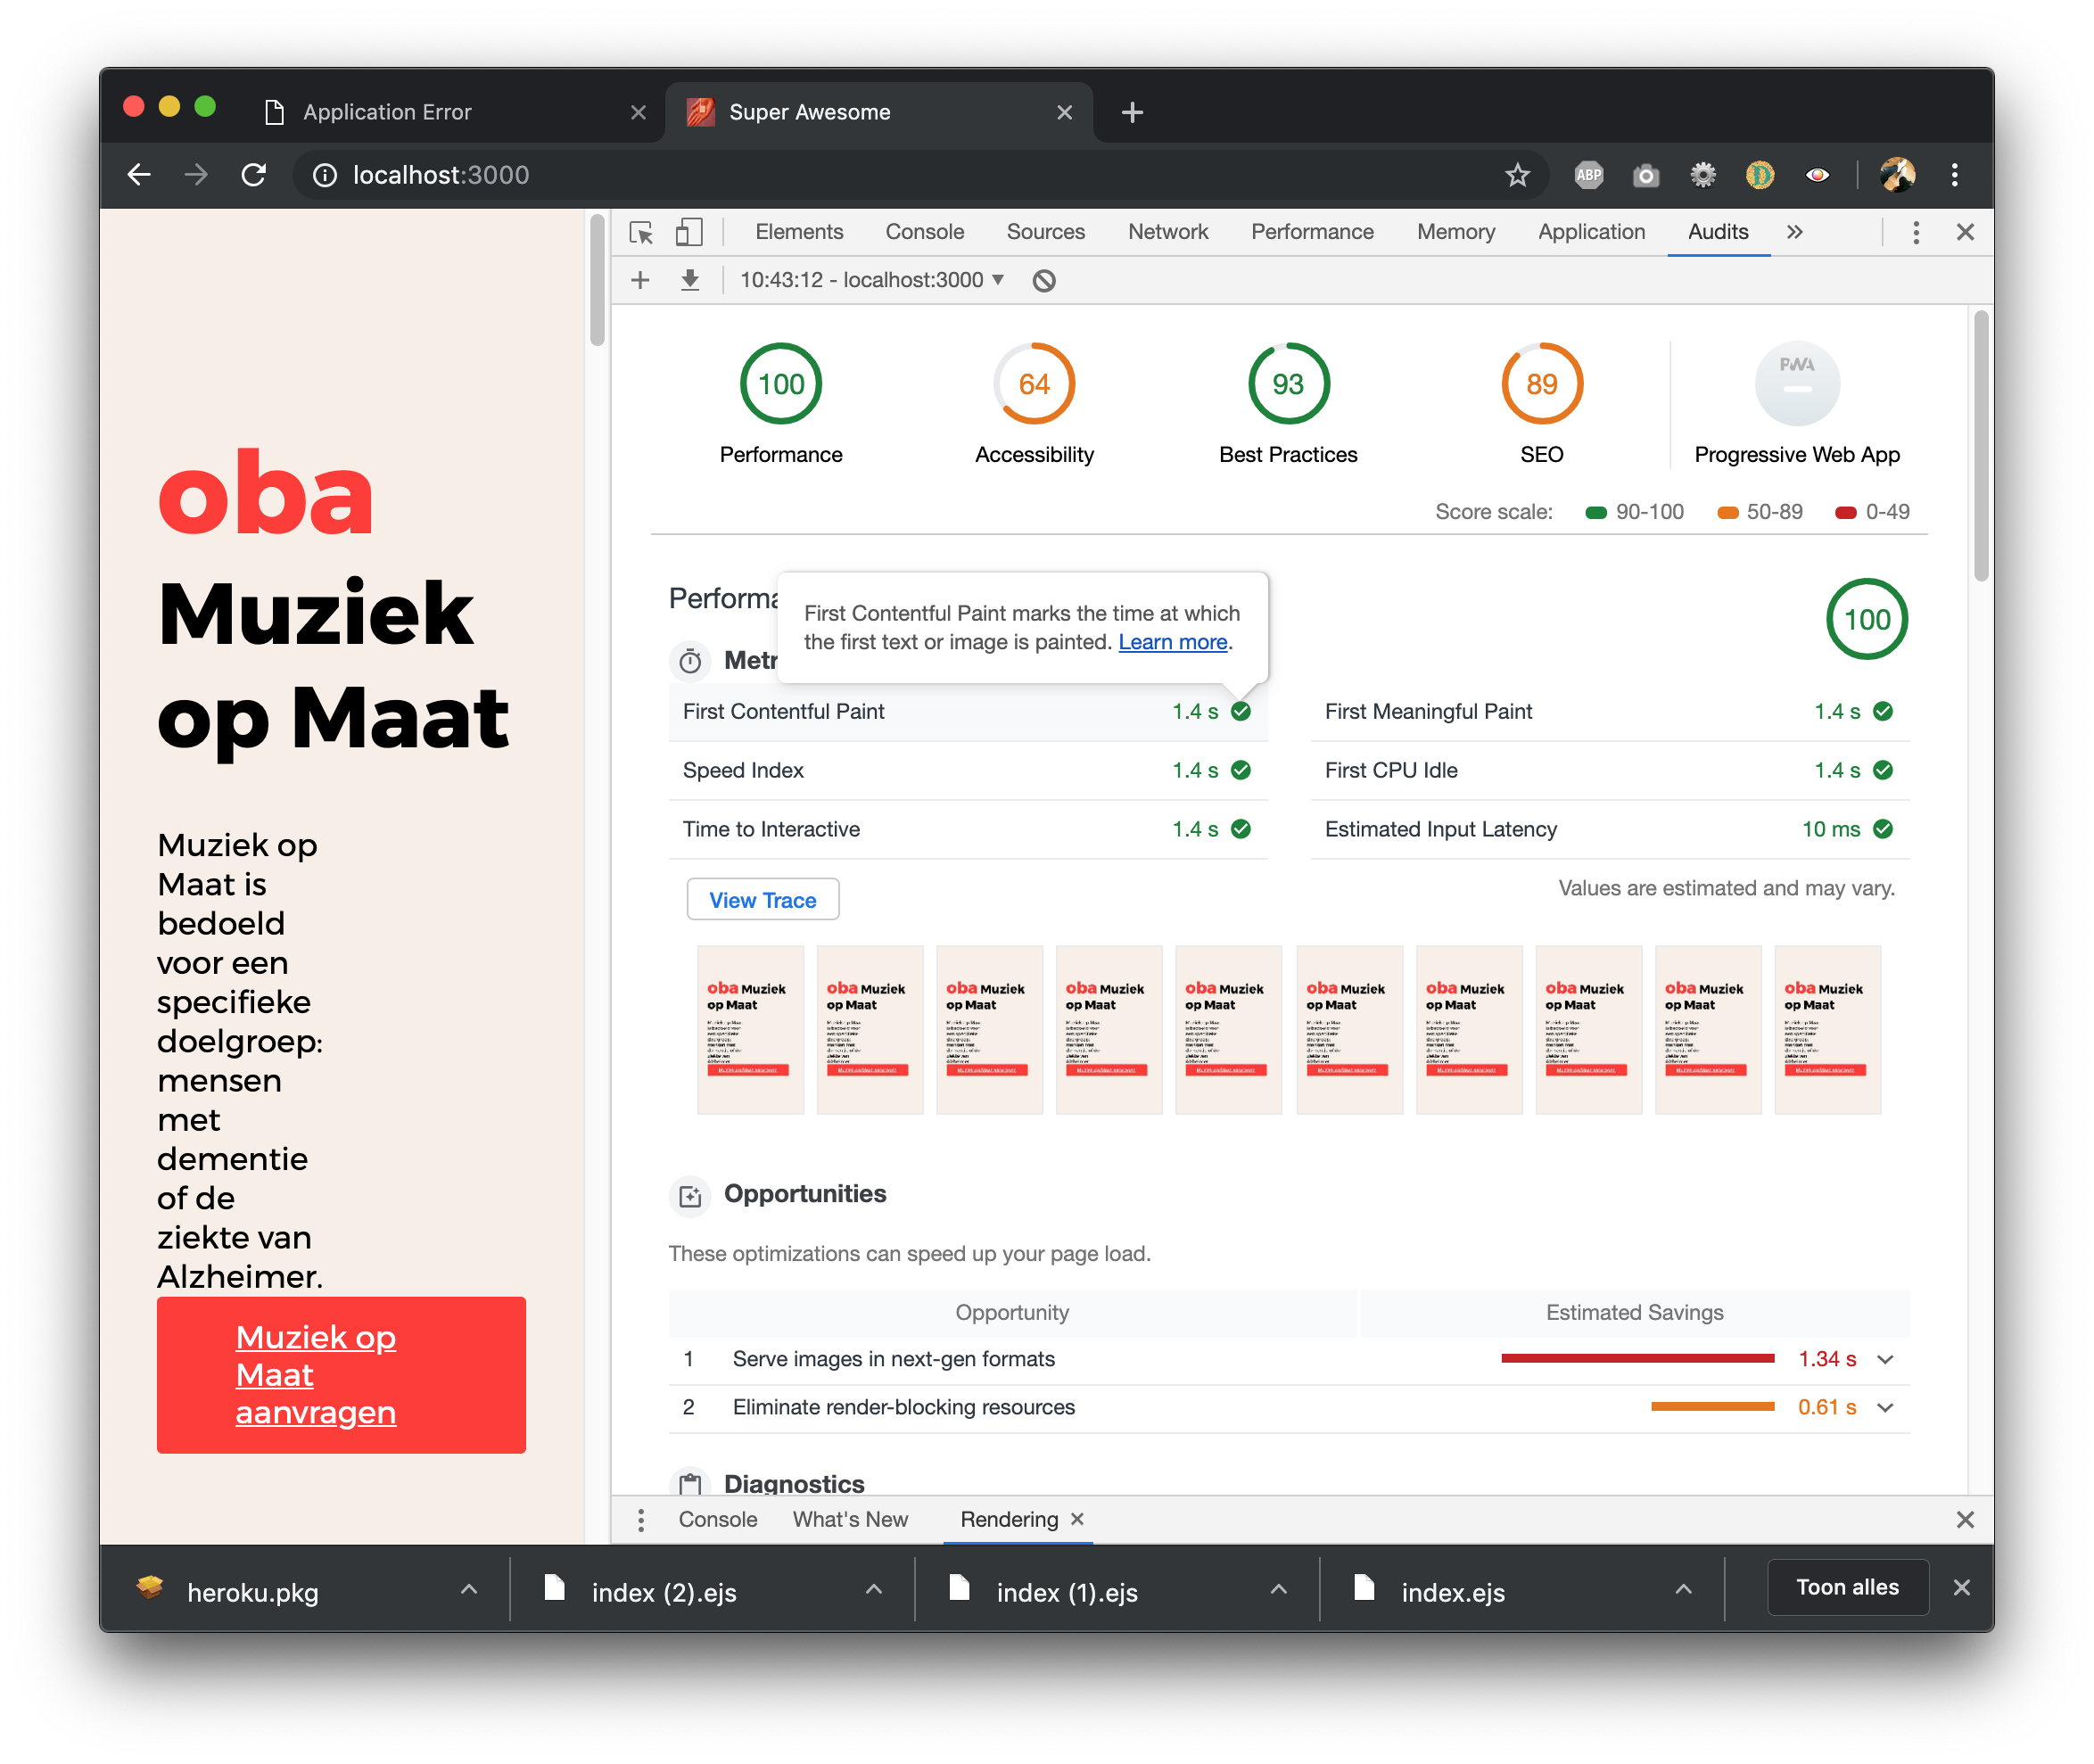 Application Error
Super Awesome
localhost:3000
ABP
oba
Muziek
op Maat
Muziek op
Maat is
bedoeld
voor een
specifieke
doelgroep:
mensen
met
dementie
of de
ziekte van
Alzheimer.
Muziek op
Maat
aanvragen
Elements Console Sources Network Performance Memory Application Audits
10:43:12 - localhost:3000
100 64 93 89 PWA
Performance Accessibility Best Practices SEO Progressive Web App
Score scale: 90-100 50-89 0-49
Performa
100
First Contentful Paint marks the time at which
the first text or image is painted. Learn more.
Metr
First Contentful Paint 1.4 s First Meaningful Paint 1.4 s
Speed Index 1.4 s First CPU Idle 1.4 s
Time to Interactive 1.4 s Estimated Input Latency 10 ms
View Trace
Values are estimated and may vary.
oba Muziek oba Muziek oba Muziek oba Muziek oba Muziek oba Muziek oba Muziek oba Muziek oba Muziek oba Muziek
op Maat op Maat op Maat op Maat op Maat op Maat op Maat op Maat op Maat op Maat
Opportunities
These optimizations can speed up your page load.
Opportunity Estimated Savings
1 Serve images in next-gen formats 1.34 s
2 Eliminate render-blocking resources 0.61 s
Diagnostics
Console What's New Rendering
heroku.pkg index (2).ejs index (1).ejs index.ejs Toon alles